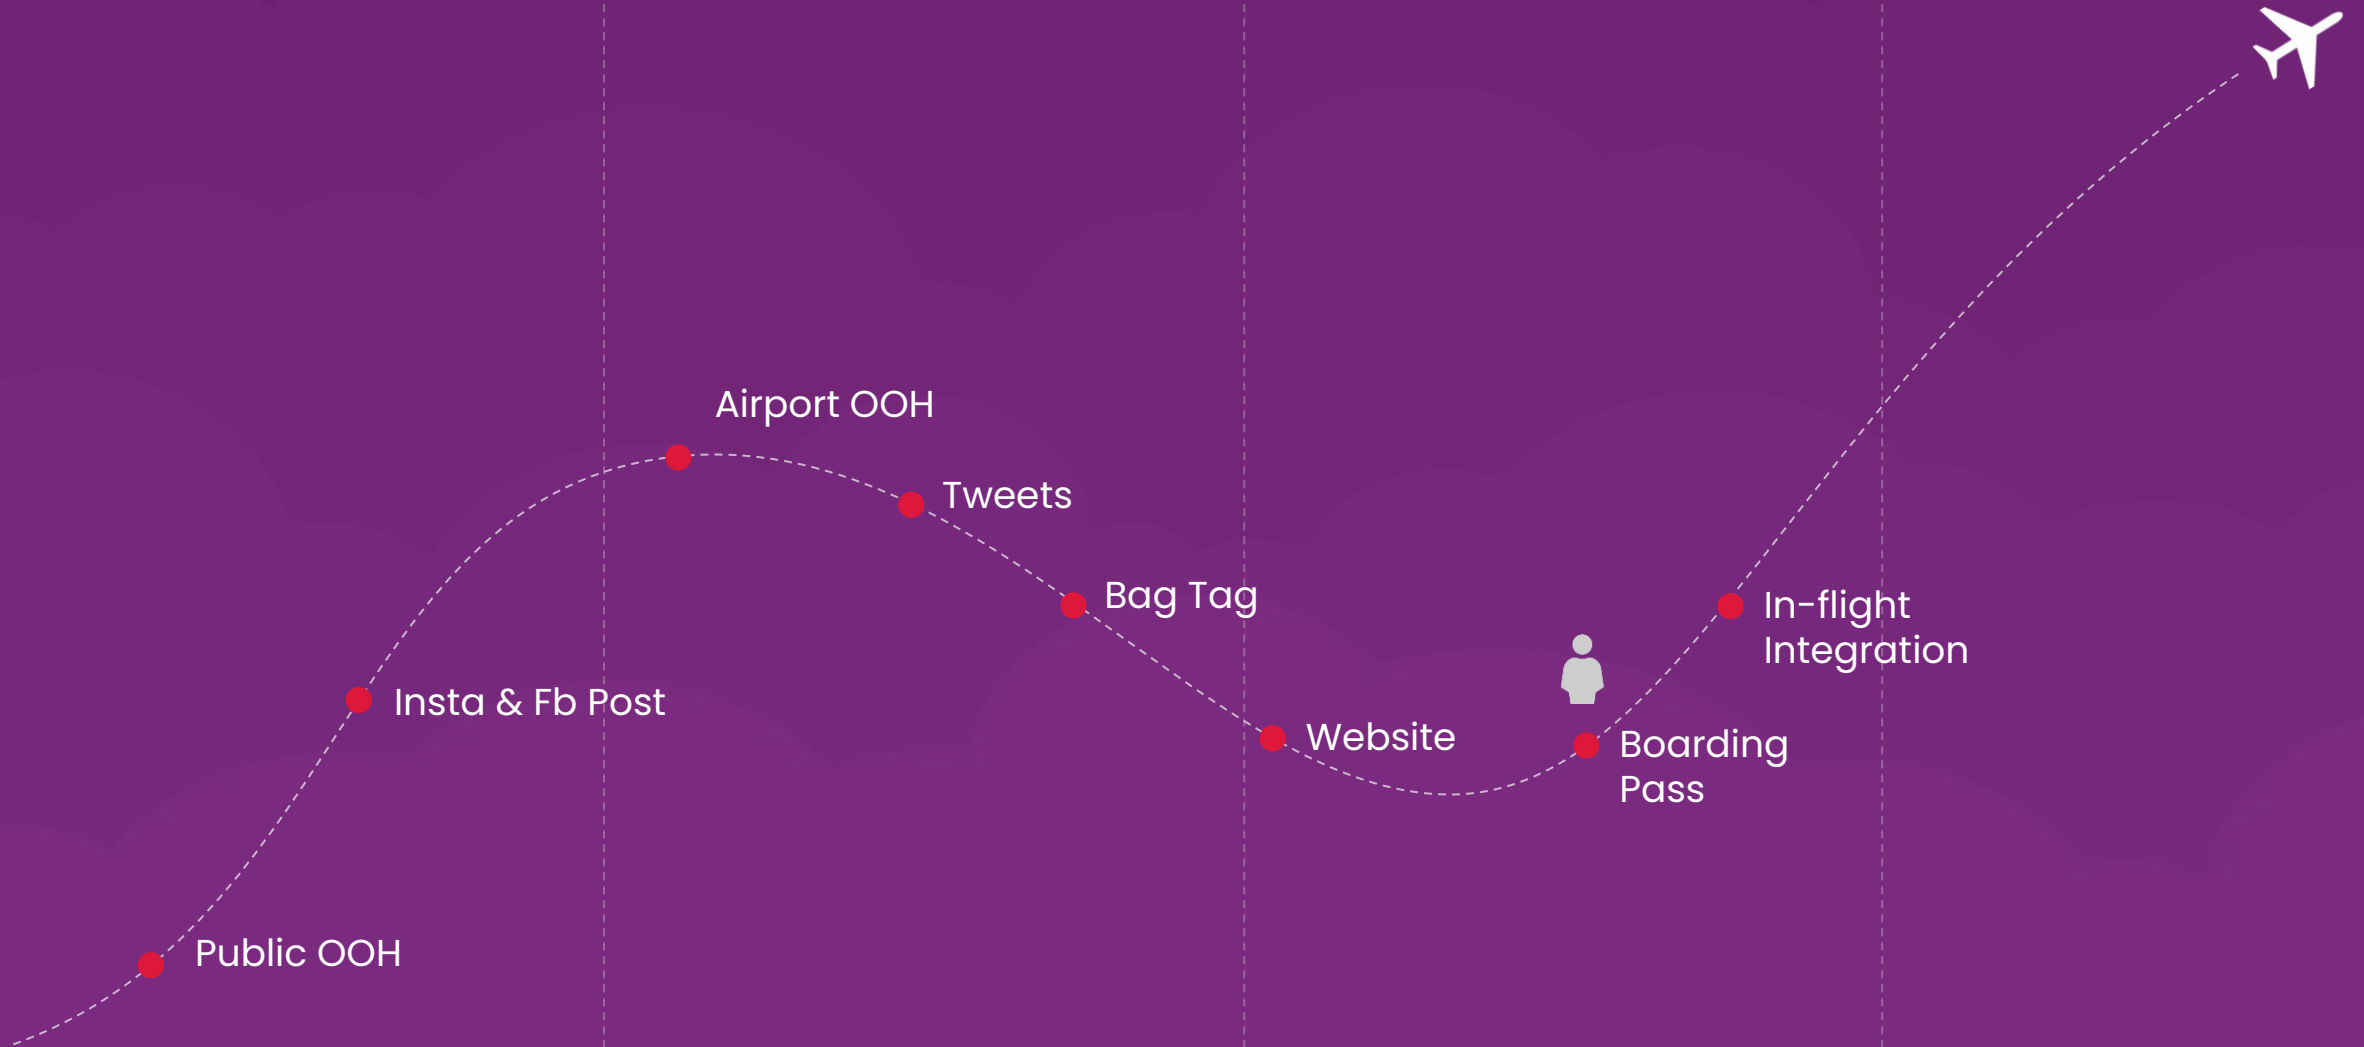 Airport OOH
Tweets
Bag Tag
In-flight
Integration
Insta & Fb Post
Website
Boarding
Pass
Public OOH